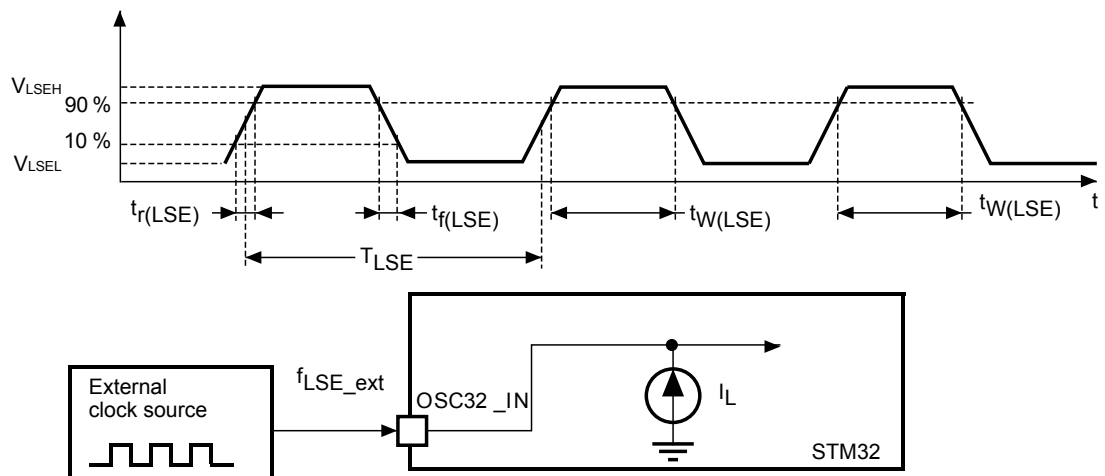 VLSEH
90 %
10 %
VLSEL
tr(LSE)
tf(LSE)
tW(LSE)
tW(LSE)
t
TLSE
External
clock source
fLSE_ext
OSC32 _IN
IL
STM32